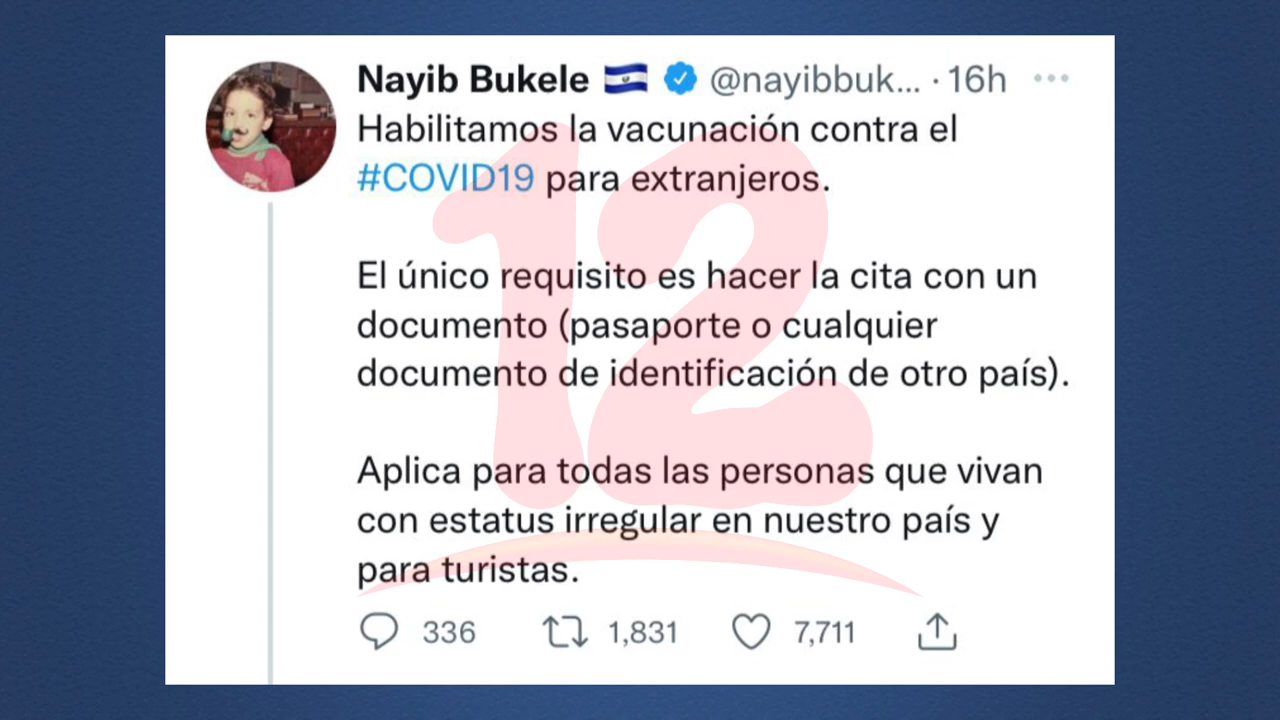 Nayib Bukele 🇸🇻 @nayibbuk... · 16h
Habilitamos la vacunación contra el
#COVID19 para extranjeros.
El único requisito es hacer la cita con un
documento (pasaporte o cualquier
documento de identificación de otro país).
Aplica para todas las personas que vivan
con estatus irregular en nuestro país y
para turistas.
336 1,831 7,711
12